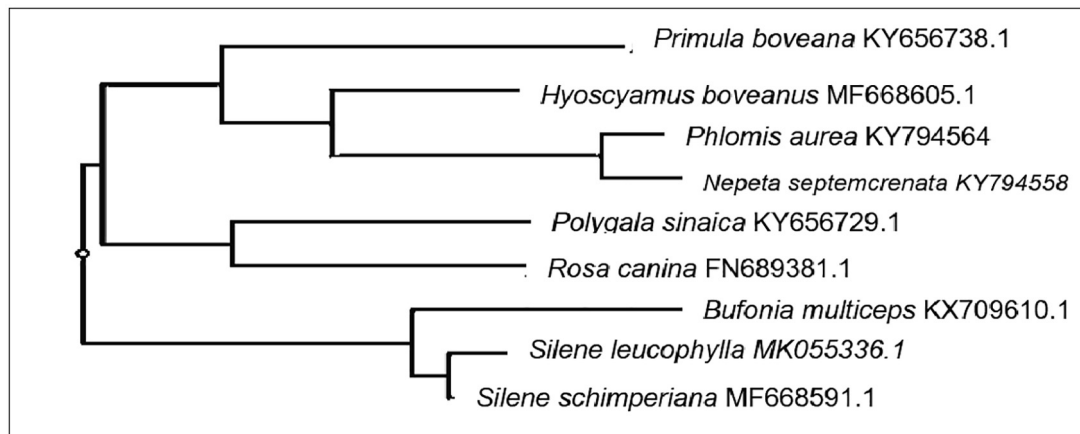 Primula boveana KY656738.1
Hyoscyamus boveanus MF668605.1
Phlomis aurea KY794564
Nepeta septemcrenata KY794558
Polygala sinaica KY656729.1
Rosa canina FN689381.1
Bufonia multiceps KX709610.1
Silene leucophylla MK055336.1
Silene schimperiana MF668591.1